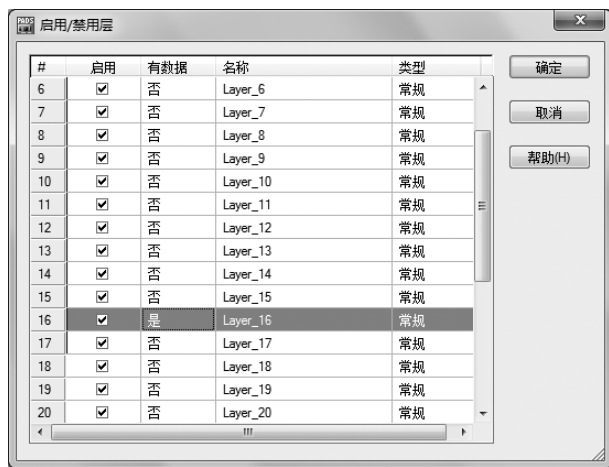 PADS 启用/禁用层
# 启用 有数据 名称 类型
6 否 Layer_6 常规
7 否 Layer_7 常规
8 否 Layer_8 常规
9 否 Layer_9 常规
10 否 Layer_10 常规
11 否 Layer_11 常规
12 否 Layer_12 常规
13 否 Layer_13 常规
14 否 Layer_14 常规
15 否 Layer_15 常规
16 是 Layer_16 常规
17 否 Layer_17 常规
18 否 Layer_18 常规
19 否 Layer_19 常规
20 否 Layer_20 常规
确定
取消
帮助(H)